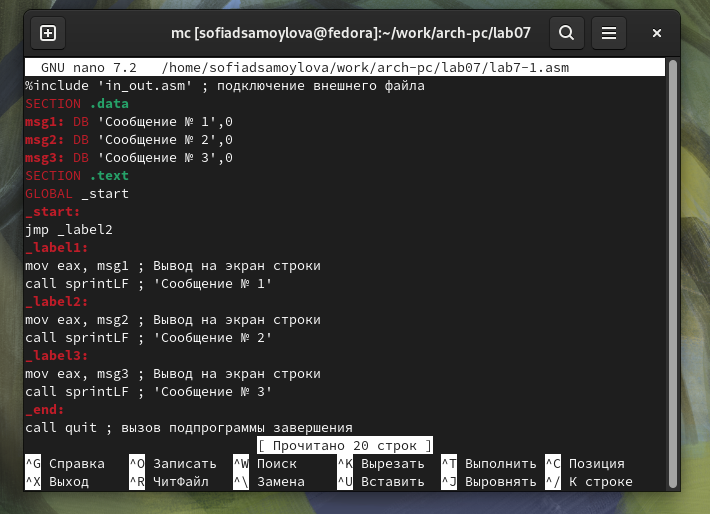 mc [sofiadsamoylova@fedora]:~/work/arch-pc/lab07
GNU nano 7.2 /home/sofiadsamoylova/work/arch-pc/lab07/lab7-1.asm
%include 'in_out.asm' ; подключение внешнего файла
SECTION .data
msg1: DB 'Сообщение № 1',0
msg2: DB 'Сообщение № 2',0
msg3: DB 'Сообщение № 3',0
SECTION .text
GLOBAL _start
_start:
jmp _label2
_label1:
mov eax, msg1 ; Вывод на экран строки
call sprintLF ; 'Сообщение № 1'
_label2:
mov eax, msg2 ; Вывод на экран строки
call sprintLF ; 'Сообщение № 2'
_label3:
mov eax, msg3 ; Вывод на экран строки
call sprintLF ; 'Сообщение № 3'
_end:
call quit ; вызов подпрограммы завершения
[ Прочитано 20 строк ]
^G Справка ^O Записать ^W Поиск ^K Вырезать ^T Выполнить ^C Позиция
^X Выход ^R ЧитФайл ^\ Замена ^U Вставить ^J Выровнять ^/ К строке